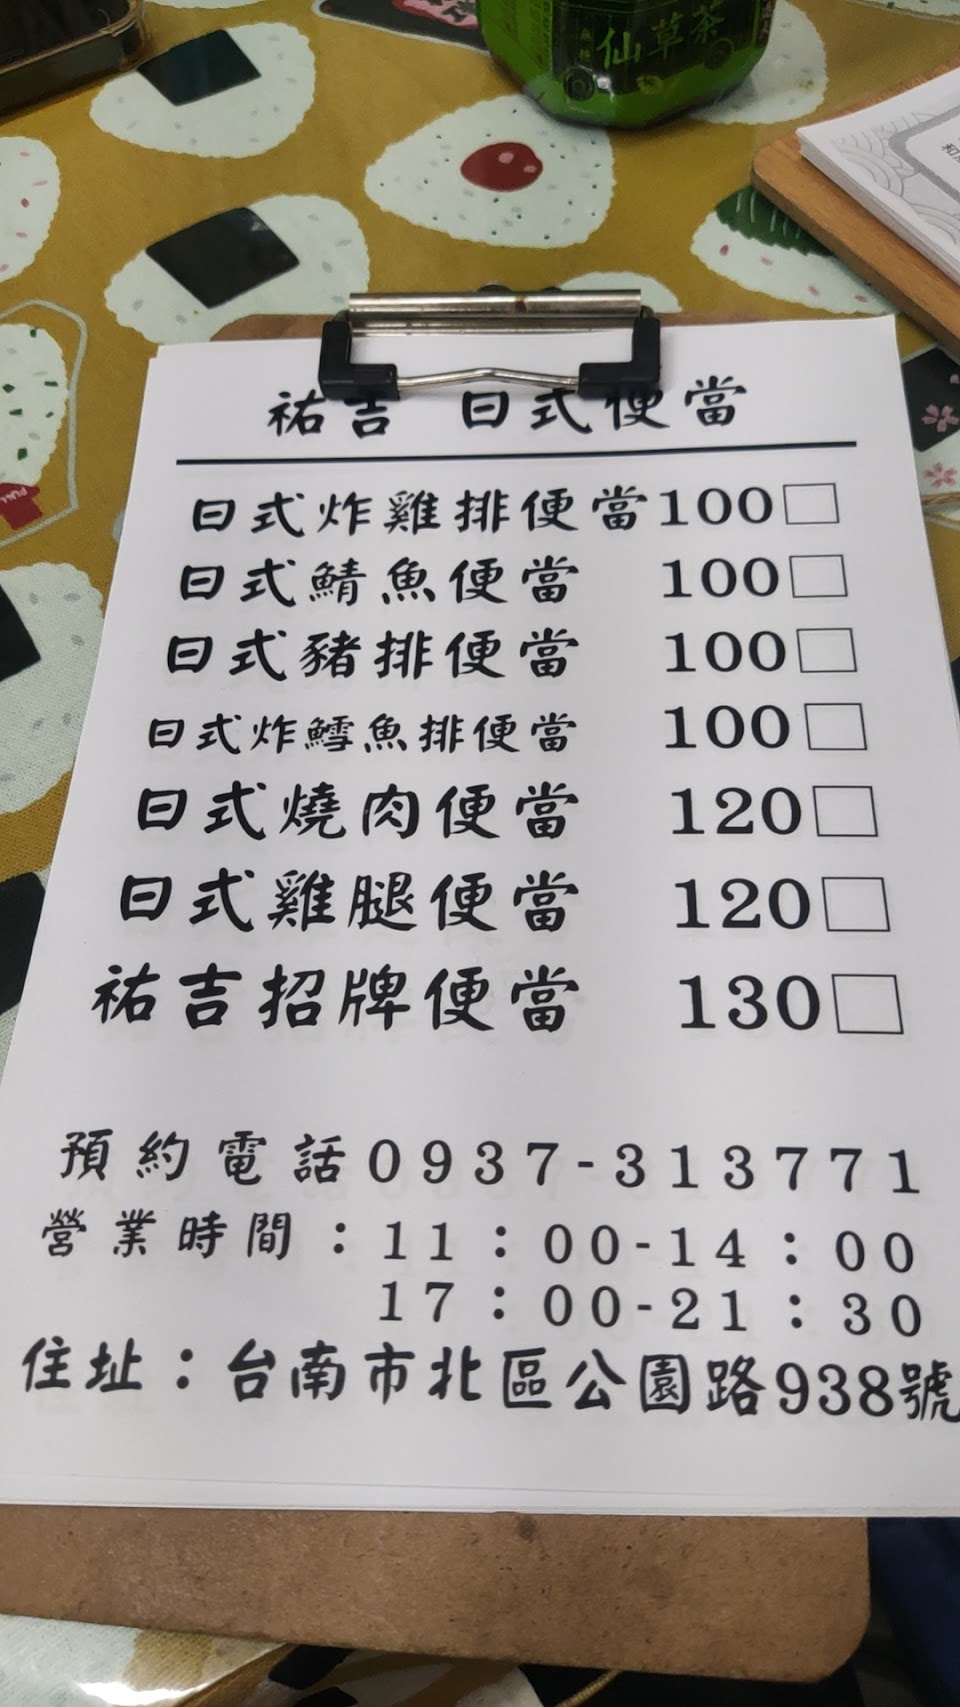 仙草茶
祐吉 日式便當
日式炸雞排便當100□
日式鯖魚便當 100□
日式豬排便當 100□
日式炸鱈魚排便當 100□
日式燒肉便當 120□
日式雞腿便當 120□
祐吉招牌便當 130□
預約電話0937-313771
營業時間：11：00-14：00
17：00-21：30
住址：台南市北區公園路938號